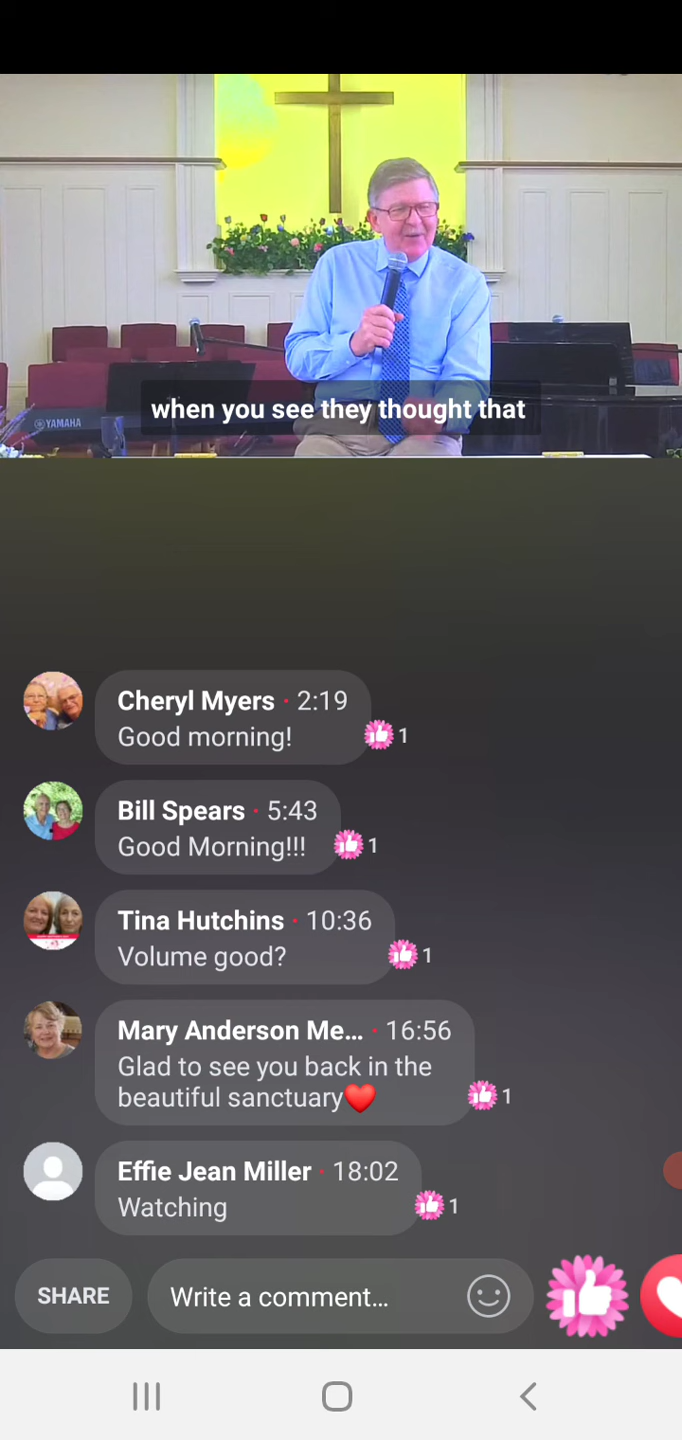 YAMAHA
when you see they thought that
Cheryl Myers · 2:19
Good morning!
1
Bill Spears · 5:43
Good Morning!!!
1
Tina Hutchins · 10:36
Volume good?
1
Mary Anderson Me... · 16:56
Glad to see you back in the
beautiful sanctuary❤️
1
Effie Jean Miller · 18:02
Watching
1
SHARE
Write a comment...